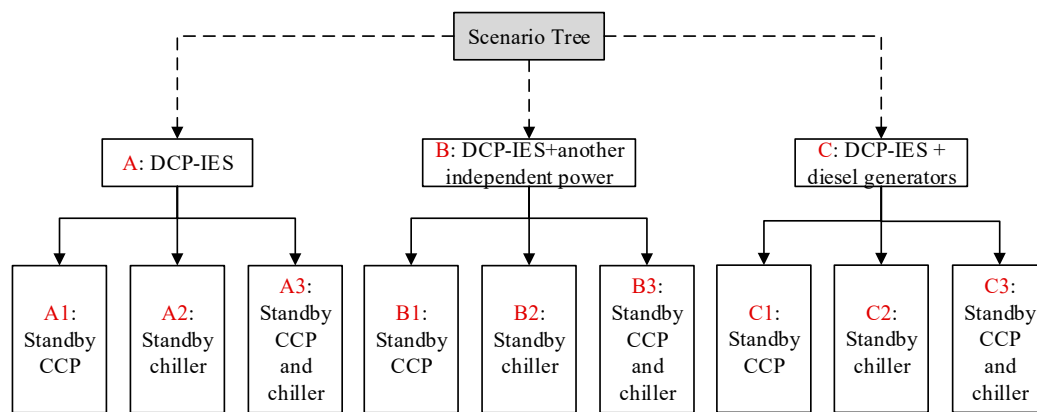 Scenario Tree
A: DCP-IES
B: DCP-IES+another
independent power
C: DCP-IES +
diesel generators
A1:
Standby
CCP
A2:
Standby
chiller
A3:
Standby
CCP
and
chiller
B1:
Standby
CCP
B2:
Standby
chiller
B3:
Standby
CCP
and
chiller
C1:
Standby
CCP
C2:
Standby
chiller
C3:
Standby
CCP
and
chiller